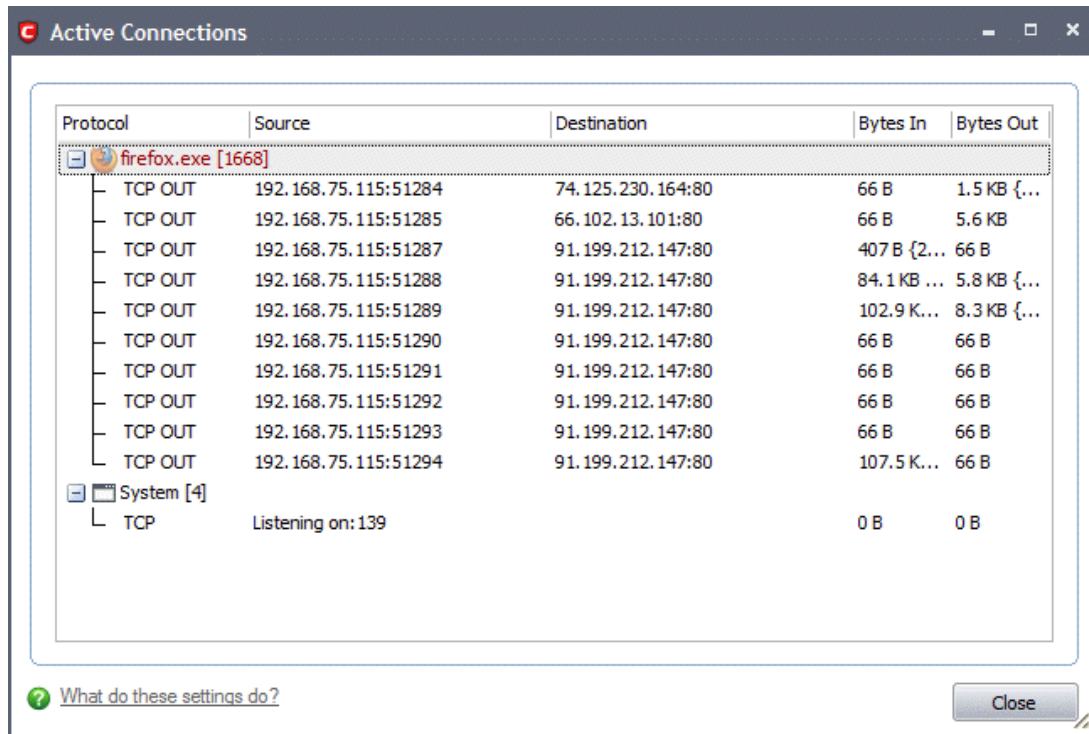 Active Connections
Protocol Source Destination Bytes In Bytes Out
firefox.exe [1668]
TCP OUT 192.168.75.115:51284 74.125.230.164:80 66 B 1.5 KB {...
TCP OUT 192.168.75.115:51285 66.102.13.101:80 66 B 5.6 KB
TCP OUT 192.168.75.115:51287 91.199.212.147:80 407 B {2... 66 B
TCP OUT 192.168.75.115:51288 91.199.212.147:80 84.1 KB ... 5.8 KB {...
TCP OUT 192.168.75.115:51289 91.199.212.147:80 102.9 K... 8.3 KB {...
TCP OUT 192.168.75.115:51290 91.199.212.147:80 66 B 66 B
TCP OUT 192.168.75.115:51291 91.199.212.147:80 66 B 66 B
TCP OUT 192.168.75.115:51292 91.199.212.147:80 66 B 66 B
TCP OUT 192.168.75.115:51293 91.199.212.147:80 66 B 66 B
TCP OUT 192.168.75.115:51294 91.199.212.147:80 107.5 K... 66 B
System [4]
TCP Listening on: 139 0 B 0 B
What do these settings do?
Close